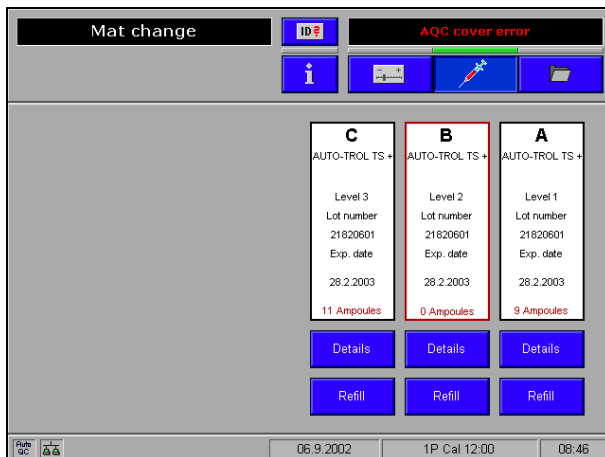 Mat change
ID?
AQC cover error
i
C
AUTO-TROL TS +
Level 3
Lot number
21820601
Exp. date
28.2.2003
11 Ampoules
Details
Refill
B
AUTO-TROL TS +
Level 2
Lot number
21820601
Exp. date
28.2.2003
0 Ampoules
Details
Refill
A
AUTO-TROL TS +
Level 1
Lot number
21820601
Exp. date
28.2.2003
9 Ampoules
Details
Refill
Auto
QC
06.9.2002
1P Cal 12:00
08:46